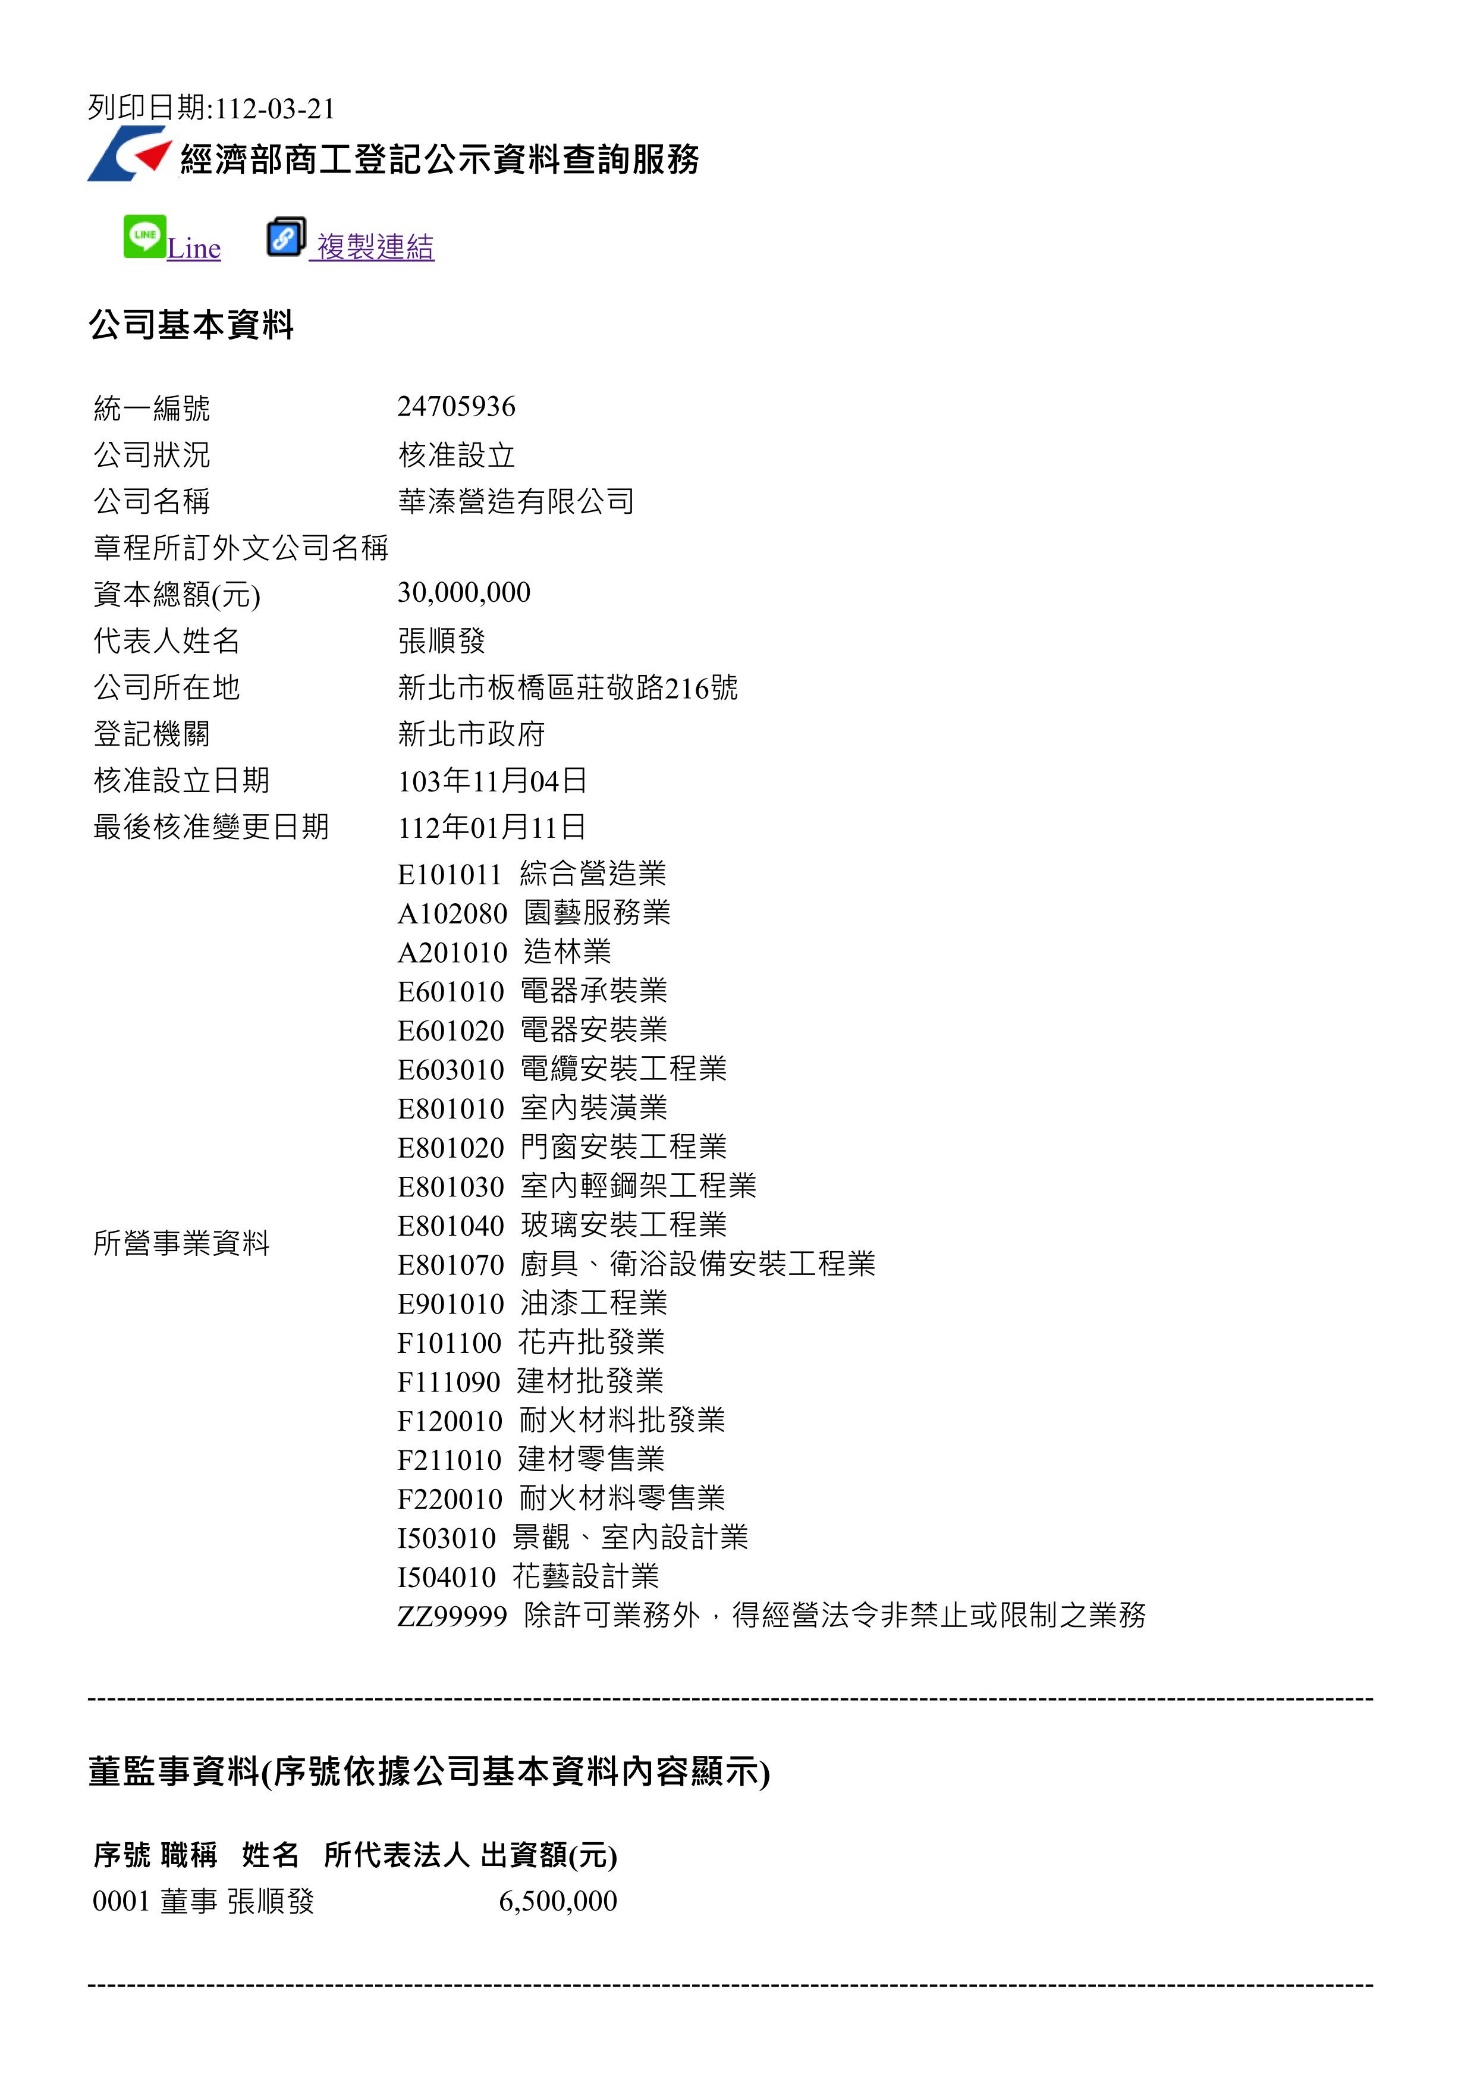 列印日期:112-03-21
經濟部商工登記公示資料查詢服務
LINE Line 複製連結
公司基本資料
統一編號 24705936
公司狀況 核准設立
公司名稱 華溱營造有限公司
章程所訂外文公司名稱
資本總額(元) 30,000,000
代表人姓名 張順發
公司所在地 新北市板橋區莊敬路216號
登記機關 新北市政府
核准設立日期 103年11月04日
最後核准變更日期 112年01月11日
所營事業資料
E101011 綜合營造業
A102080 園藝服務業
A201010 造林業
E601010 電器承裝業
E601020 電器安裝業
E603010 電纜安裝工程業
E801010 室內裝潢業
E801020 門窗安裝工程業
E801030 室內輕鋼架工程業
E801040 玻璃安裝工程業
E801070 廚具、衛浴設備安裝工程業
E901010 油漆工程業
F101100 花卉批發業
F111090 建材批發業
F120010 耐火材料批發業
F211010 建材零售業
F220010 耐火材料零售業
I503010 景觀、室內設計業
I504010 花藝設計業
ZZ99999 除許可業務外，得經營法令非禁止或限制之業務
董監事資料(序號依據公司基本資料內容顯示)
序號 職稱 姓名 所代表法人 出資額(元)
0001 董事 張順發 6,500,000